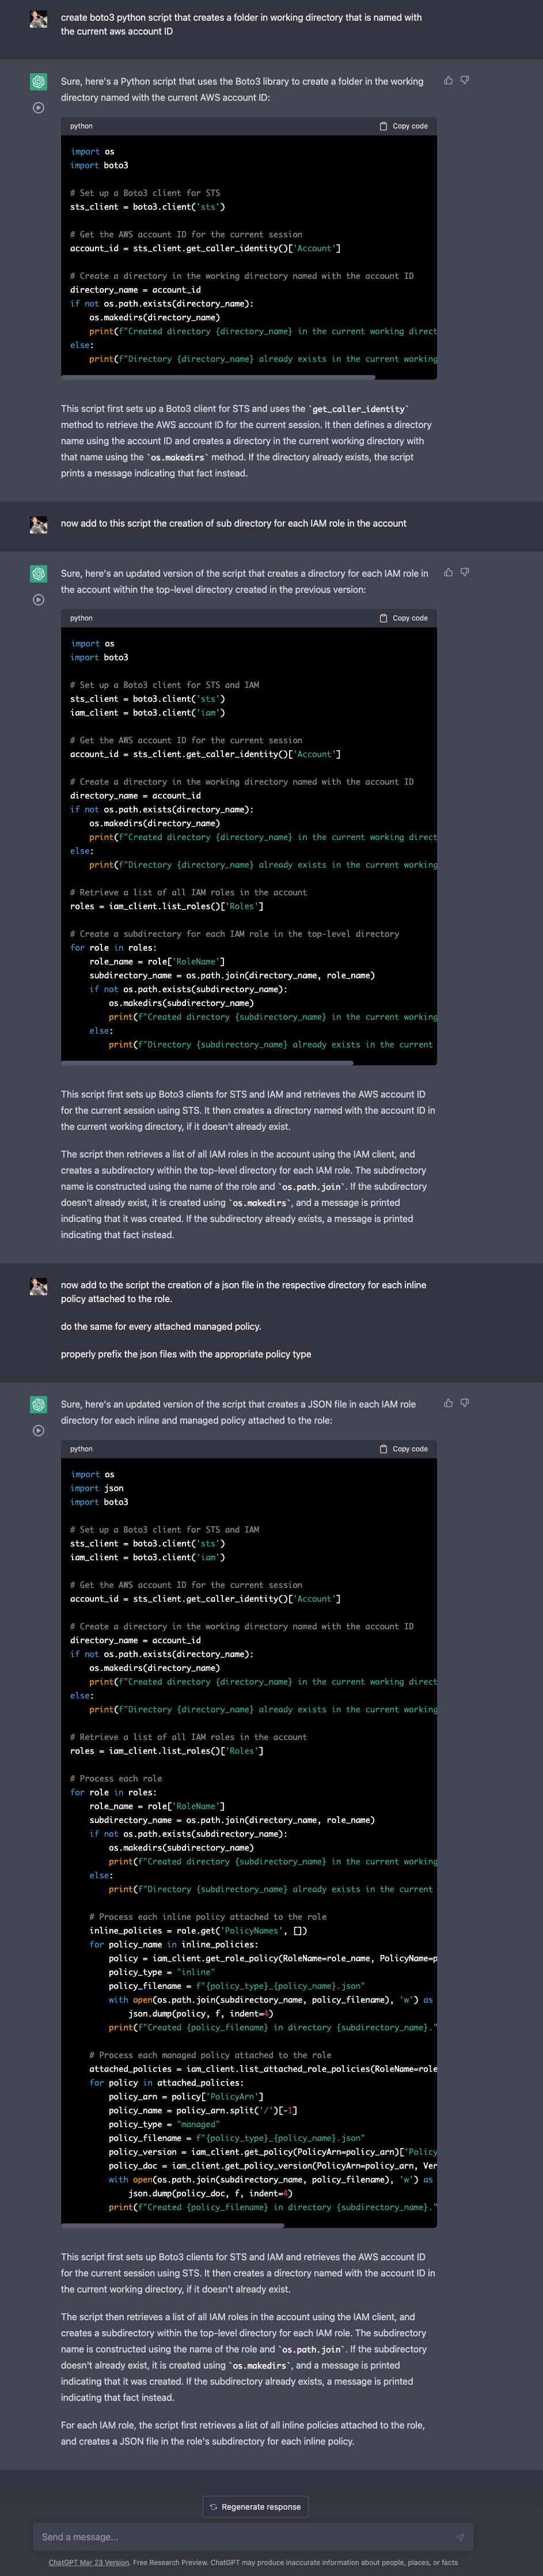 create boto3 python script that creates a folder in working directory that is named with
the current aws account ID
Sure, here's a Python script that uses the Boto3 library to create a folder in the working
directory named with the current AWS account ID:
python
Copy code
import os
import boto3
# Set up a Boto3 client for STS
sts_client = boto3.client('sts')
# Get the AWS account ID for the current session
account_id = sts_client.get_caller_identity()['Account']
# Create a directory in the working directory named with the account ID
directory_name = account_id
if not os.path.exists(directory_name):
    os.makedirs(directory_name)
    print(f"Created directory {directory_name} in the current working direct
else:
    print(f"Directory {directory_name} already exists in the current working
This script first sets up a Boto3 client for STS and uses the `get_caller_identity`
method to retrieve the AWS account ID for the current session. It then defines a directory
name using the account ID and creates a directory in the current working directory with
that name using the `os.makedirs` method. If the directory already exists, the script
prints a message indicating that fact instead.
now add to this script the creation of sub directory for each IAM role in the account
Sure, here's an updated version of the script that creates a directory for each IAM role in
the account within the top-level directory created in the previous version:
python
Copy code
import os
import boto3
# Set up a Boto3 client for STS and IAM
sts_client = boto3.client('sts')
iam_client = boto3.client('iam')
# Get the AWS account ID for the current session
account_id = sts_client.get_caller_identity()['Account']
# Create a directory in the working directory named with the account ID
directory_name = account_id
if not os.path.exists(directory_name):
    os.makedirs(directory_name)
    print(f"Created directory {directory_name} in the current working direct
else:
    print(f"Directory {directory_name} already exists in the current working
# Retrieve a list of all IAM roles in the account
roles = iam_client.list_roles()['Roles']
# Create a subdirectory for each IAM role in the top-level directory
for role in roles:
    role_name = role['RoleName']
    subdirectory_name = os.path.join(directory_name, role_name)
    if not os.path.exists(subdirectory_name):
        os.makedirs(subdirectory_name)
        print(f"Created directory {subdirectory_name} in the current working
    else:
        print(f"Directory {subdirectory_name} already exists in the current
This script first sets up Boto3 clients for STS and IAM and retrieves the AWS account ID
for the current session using STS. It then creates a directory named with the account ID in
the current working directory, if it doesn't already exist.
The script then retrieves a list of all IAM roles in the account using the IAM client, and
creates a subdirectory within the top-level directory for each IAM role. The subdirectory
name is constructed using the name of the role and `os.path.join`. If the subdirectory
doesn't already exist, it is created using `os.makedirs`, and a message is printed
indicating that it was created. If the subdirectory already exists, a message is printed
indicating that fact instead.
now add to the script the creation of a json file in the respective directory for each inline
policy attached to the role.
do the same for every attached managed policy.
properly prefix the json files with the appropriate policy type
Sure, here's an updated version of the script that creates a JSON file in each IAM role
directory for each inline and managed policy attached to the role:
python
Copy code
import os
import json
import boto3
# Set up a Boto3 client for STS and IAM
sts_client = boto3.client('sts')
iam_client = boto3.client('iam')
# Get the AWS account ID for the current session
account_id = sts_client.get_caller_identity()['Account']
# Create a directory in the working directory named with the account ID
directory_name = account_id
if not os.path.exists(directory_name):
    os.makedirs(directory_name)
    print(f"Created directory {directory_name} in the current working direct
else:
    print(f"Directory {directory_name} already exists in the current working
# Retrieve a list of all IAM roles in the account
roles = iam_client.list_roles()['Roles']
# Process each role
for role in roles:
    role_name = role['RoleName']
    subdirectory_name = os.path.join(directory_name, role_name)
    if not os.path.exists(subdirectory_name):
        os.makedirs(subdirectory_name)
        print(f"Created directory {subdirectory_name} in the current working
    else:
        print(f"Directory {subdirectory_name} already exists in the current
    # Process each inline policy attached to the role
    inline_policies = role.get('PolicyNames', [])
    for policy_name in inline_policies:
        policy = iam_client.get_role_policy(RoleName=role_name, PolicyName=p
        policy_type = "inline"
        policy_filename = f"{policy_type}_{policy_name}.json"
        with open(os.path.join(subdirectory_name, policy_filename), 'w') as
            json.dump(policy, f, indent=4)
        print(f"Created {policy_filename} in directory {subdirectory_name}."
    # Process each managed policy attached to the role
    attached_policies = iam_client.list_attached_role_policies(RoleName=role
    for policy in attached_policies:
        policy_arn = policy['PolicyArn']
        policy_name = policy_arn.split('/')[-1]
        policy_type = "managed"
        policy_filename = f"{policy_type}_{policy_name}.json"
        policy_version = iam_client.get_policy(PolicyArn=policy_arn)['Policy
        policy_doc = iam_client.get_policy_version(PolicyArn=policy_arn, Ver
        with open(os.path.join(subdirectory_name, policy_filename), 'w') as
            json.dump(policy_doc, f, indent=4)
        print(f"Created {policy_filename} in directory {subdirectory_name}."
This script first sets up Boto3 clients for STS and IAM and retrieves the AWS account ID
for the current session using STS. It then creates a directory named with the account ID in
the current working directory, if it doesn't already exist.
The script then retrieves a list of all IAM roles in the account using the IAM client, and
creates a subdirectory within the top-level directory for each IAM role. The subdirectory
name is constructed using the name of the role and `os.path.join`. If the subdirectory
doesn't already exist, it is created using `os.makedirs`, and a message is printed
indicating that it was created. If the subdirectory already exists, a message is printed
indicating that fact instead.
For each IAM role, the script first retrieves a list of all inline policies attached to the role,
and creates a JSON file in the role's subdirectory for each inline policy.
Regenerate response
Send a message...
ChatGPT Mar 23 Version. Free Research Preview. ChatGPT may produce inaccurate information about people, places, or facts